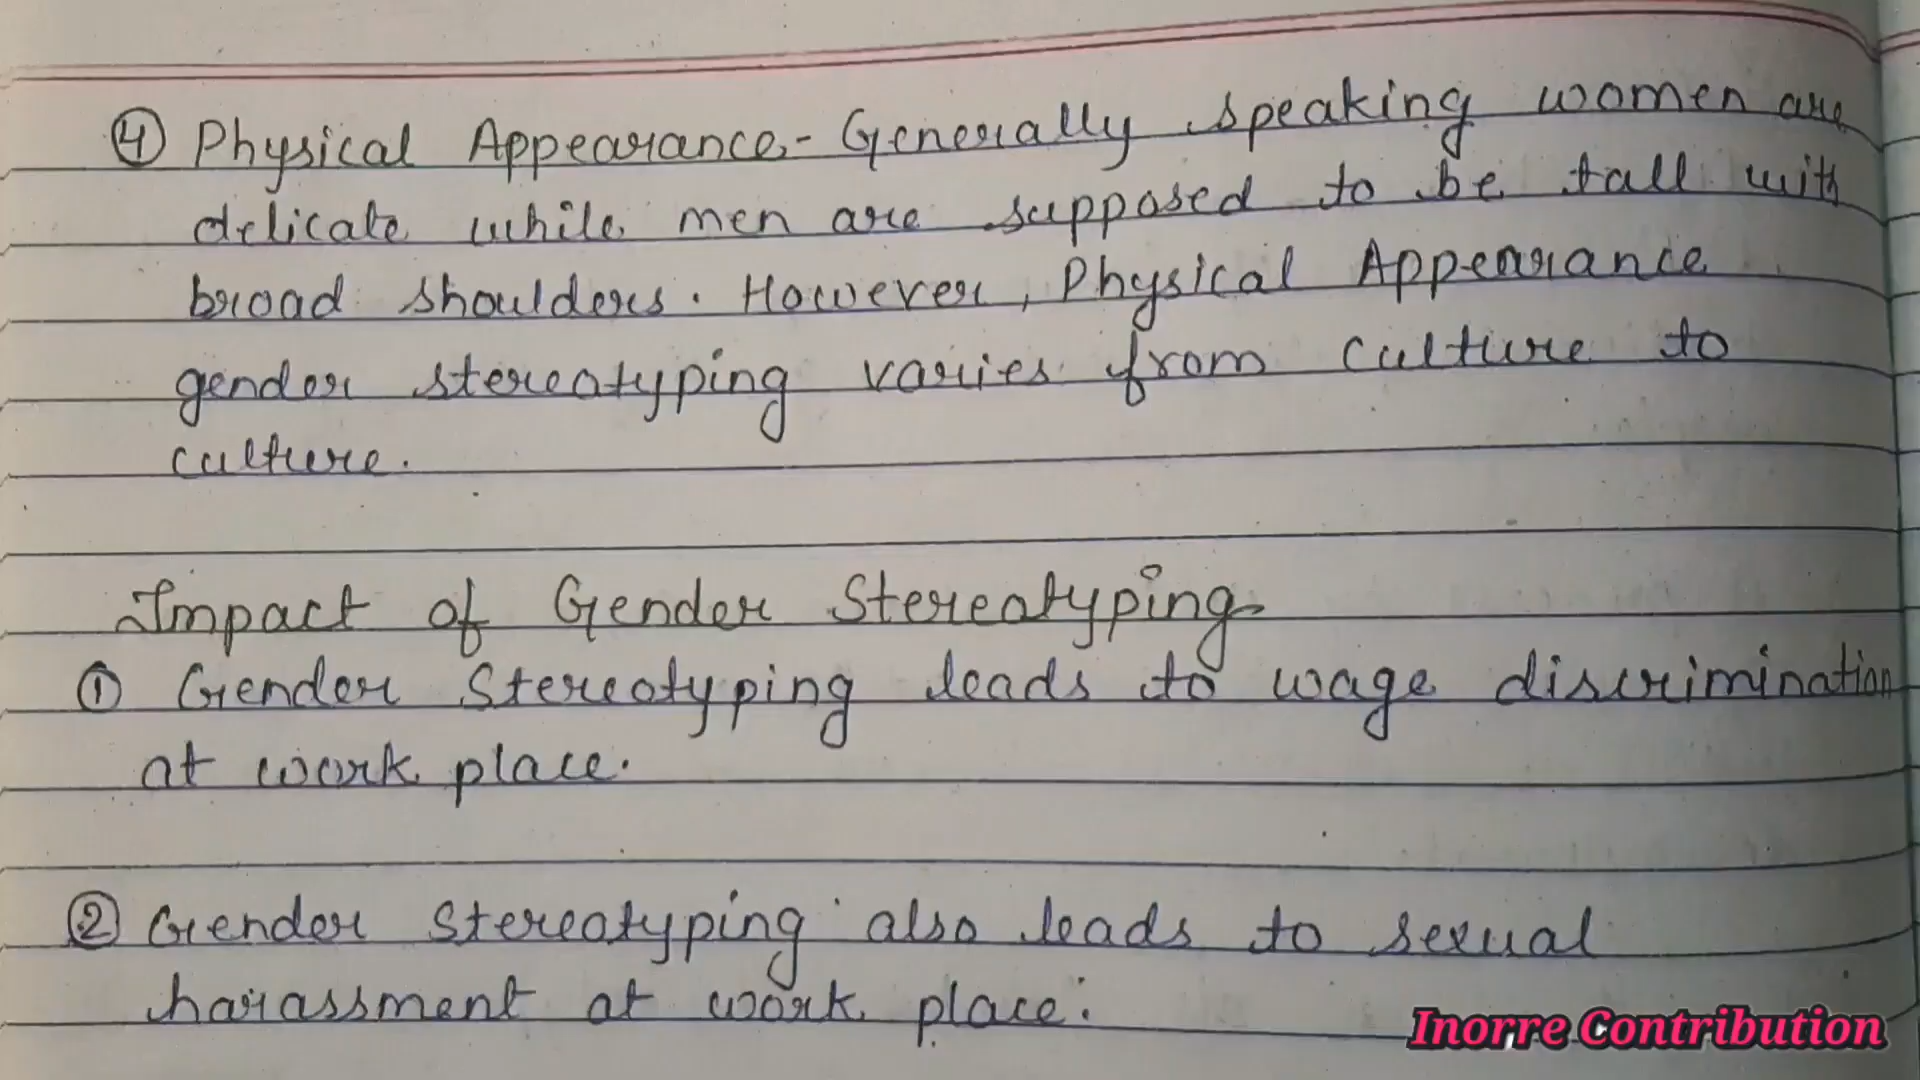 ④ Physical Appearance - Generally speaking women are
delicate while men are supposed to be tall with
broad shoulders. However, Physical Appearance
gender stereotyping varies from culture to
culture.
Impact of Gender Stereotyping
① Gender Stereotyping leads to wage discrimination
at work place.
② Gender stereotyping also leads to sexual
harassment at work place.
Inorre Contribution